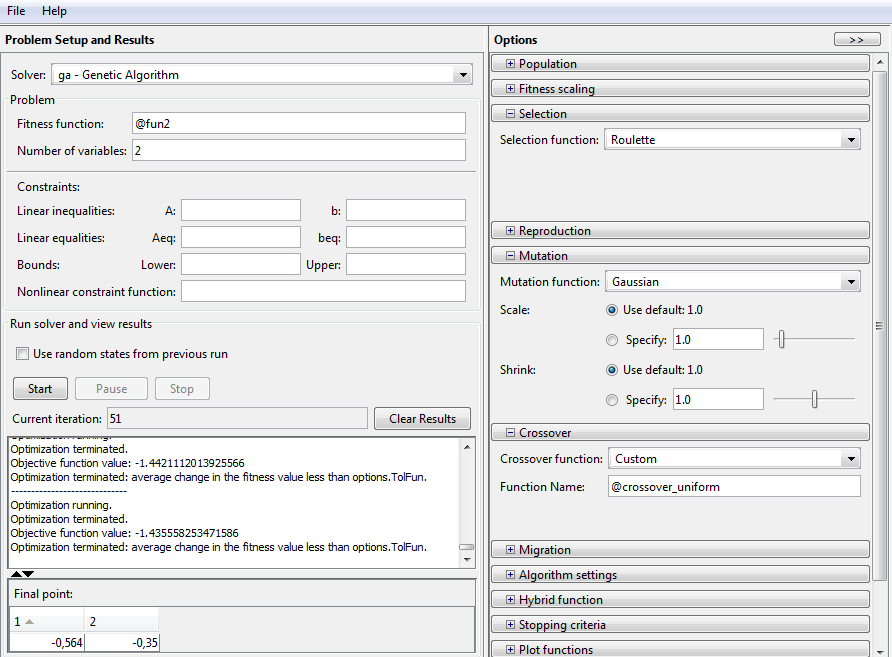 File Help
Problem Setup and Results
Solver: ga - Genetic Algorithm
Problem
Fitness function: @fun2
Number of variables: 2
Constraints:
Linear inequalities: A: b:
Linear equalities: Aeq: beq:
Bounds: Lower: Upper:
Nonlinear constraint function:
Run solver and view results
Use random states from previous run
Start Pause Stop
Current iteration: 51 Clear Results
Optimization running.
Optimization terminated.
Objective function value: -1.4421112013925566
Optimization terminated: average change in the fitness value less than options.TolFun.
------------------------------
Optimization running.
Optimization terminated.
Objective function value: -1.435558253471586
Optimization terminated: average change in the fitness value less than options.TolFun.
Final point:
1 2
-0,564 -0,35
Options >>
Population
Fitness scaling
Selection
Selection function: Roulette
Reproduction
Mutation
Mutation function: Gaussian
Scale: Use default: 1.0
Specify: 1.0
Shrink: Use default: 1.0
Specify: 1.0
Crossover
Crossover function: Custom
Function Name: @crossover_uniform
Migration
Algorithm settings
Hybrid function
Stopping criteria
Plot functions